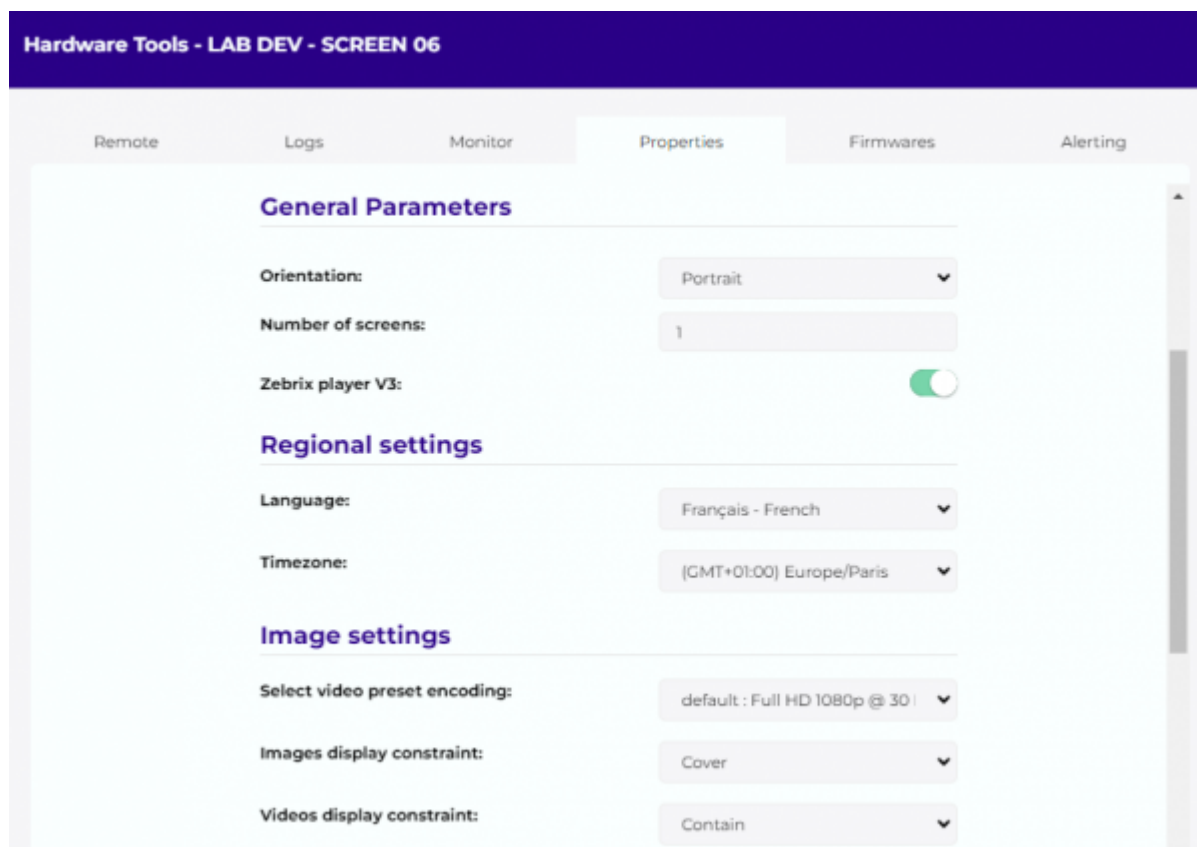 Hardware Tools - LAB DEV - SCREEN 06
Remote Logs Monitor Properties Firmwares Alerting
General Parameters
Orientation: Portrait
Number of screens: 1
Zebrix player V3:
Regional settings
Language: Français - French
Timezone: (GMT+01:00) Europe/Paris
Image settings
Select video preset encoding: default : Full HD 1080p @ 30
Images display constraint: Cover
Videos display constraint: Contain